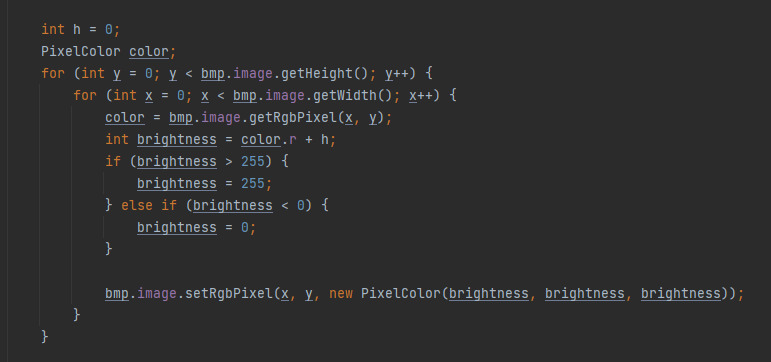 int h = 0;
PixelColor color;
for (int y = 0; y < bmp.image.getHeight(); y++) {
    for (int x = 0; x < bmp.image.getWidth(); x++) {
        color = bmp.image.getRgbPixel(x, y);
        int brightness = color.r + h;
        if (brightness > 255) {
            brightness = 255;
        } else if (brightness < 0) {
            brightness = 0;
        }

        bmp.image.setRgbPixel(x, y, new PixelColor(brightness, brightness, brightness));
    }
}